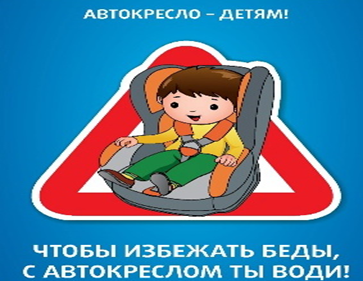 АВТОКРЕСЛО – ДЕТЯМ!
ЧТОБЫ ИЗБЕЖАТЬ БЕДЫ,
С АВТОКРЕСЛОМ ТЫ ВОДИ!